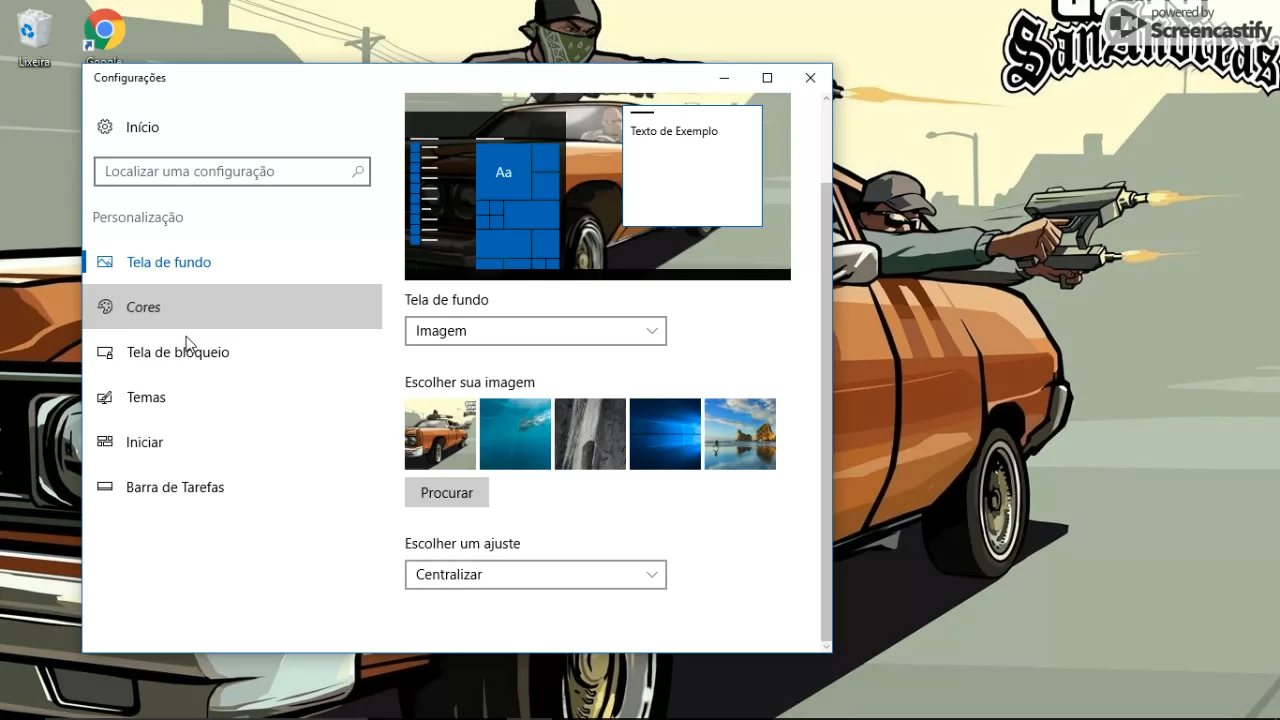 powered by
Screencastify
SanAndreas
Lixeira
Google
Configurações
Início
Localizar uma configuração
Personalização
Tela de fundo
Cores
Tela de bloqueio
Temas
Iniciar
Barra de Tarefas
Aa
Texto de Exemplo
Tela de fundo
Imagem
Escolher sua imagem
Procurar
Escolher um ajuste
Centralizar